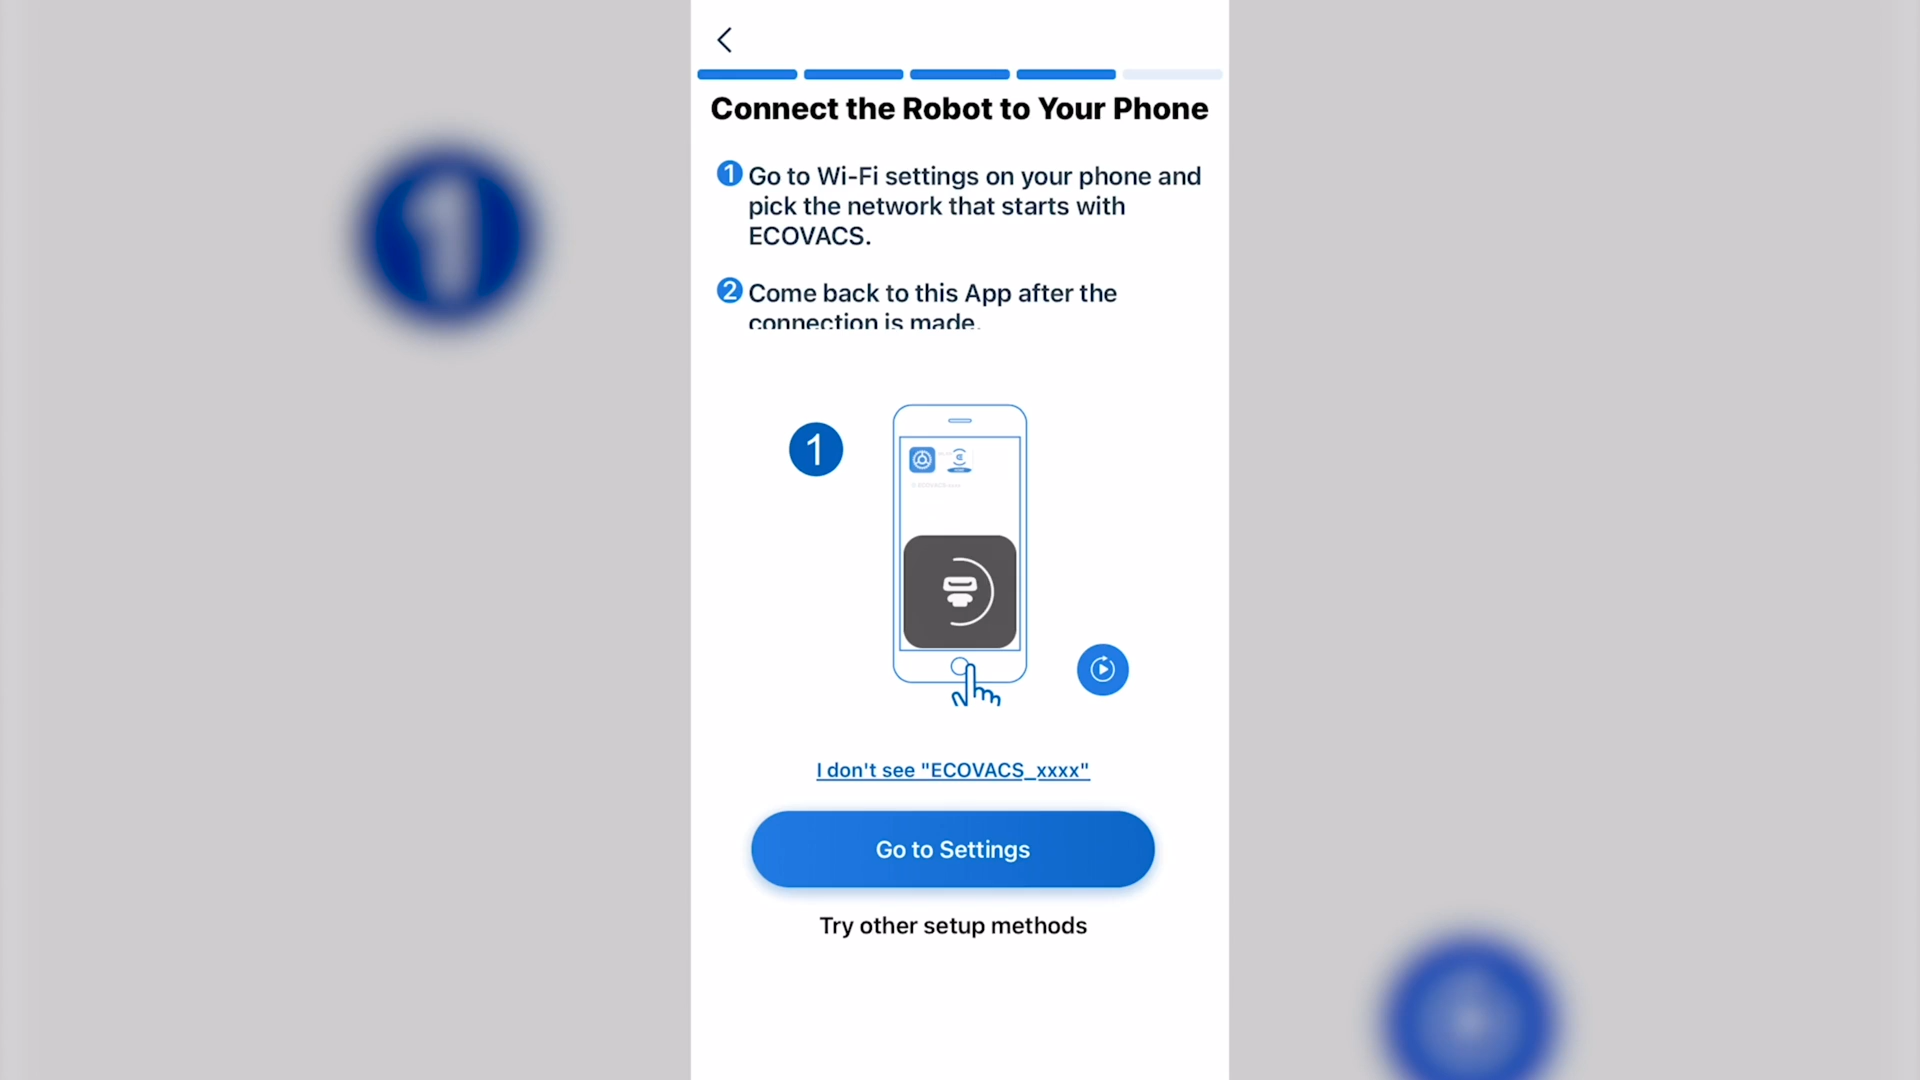 Connect the Robot to Your Phone
1 Go to Wi-Fi settings on your phone and
pick the network that starts with
ECOVACS.
2 Come back to this App after the
connection is made.
1
I don't see "ECOVACS_xxxx"
Go to Settings
Try other setup methods